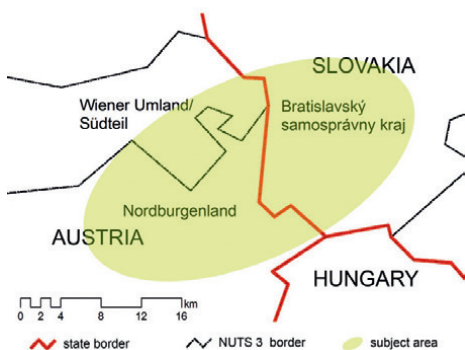 SLOVAKIA
Wiener Umland/
Südteil
Bratislavský
samosprávny kraj
Nordburgenland
AUSTRIA
HUNGARY
km
0 2 4 8 12 16
state border
NUTS 3 border
subject area